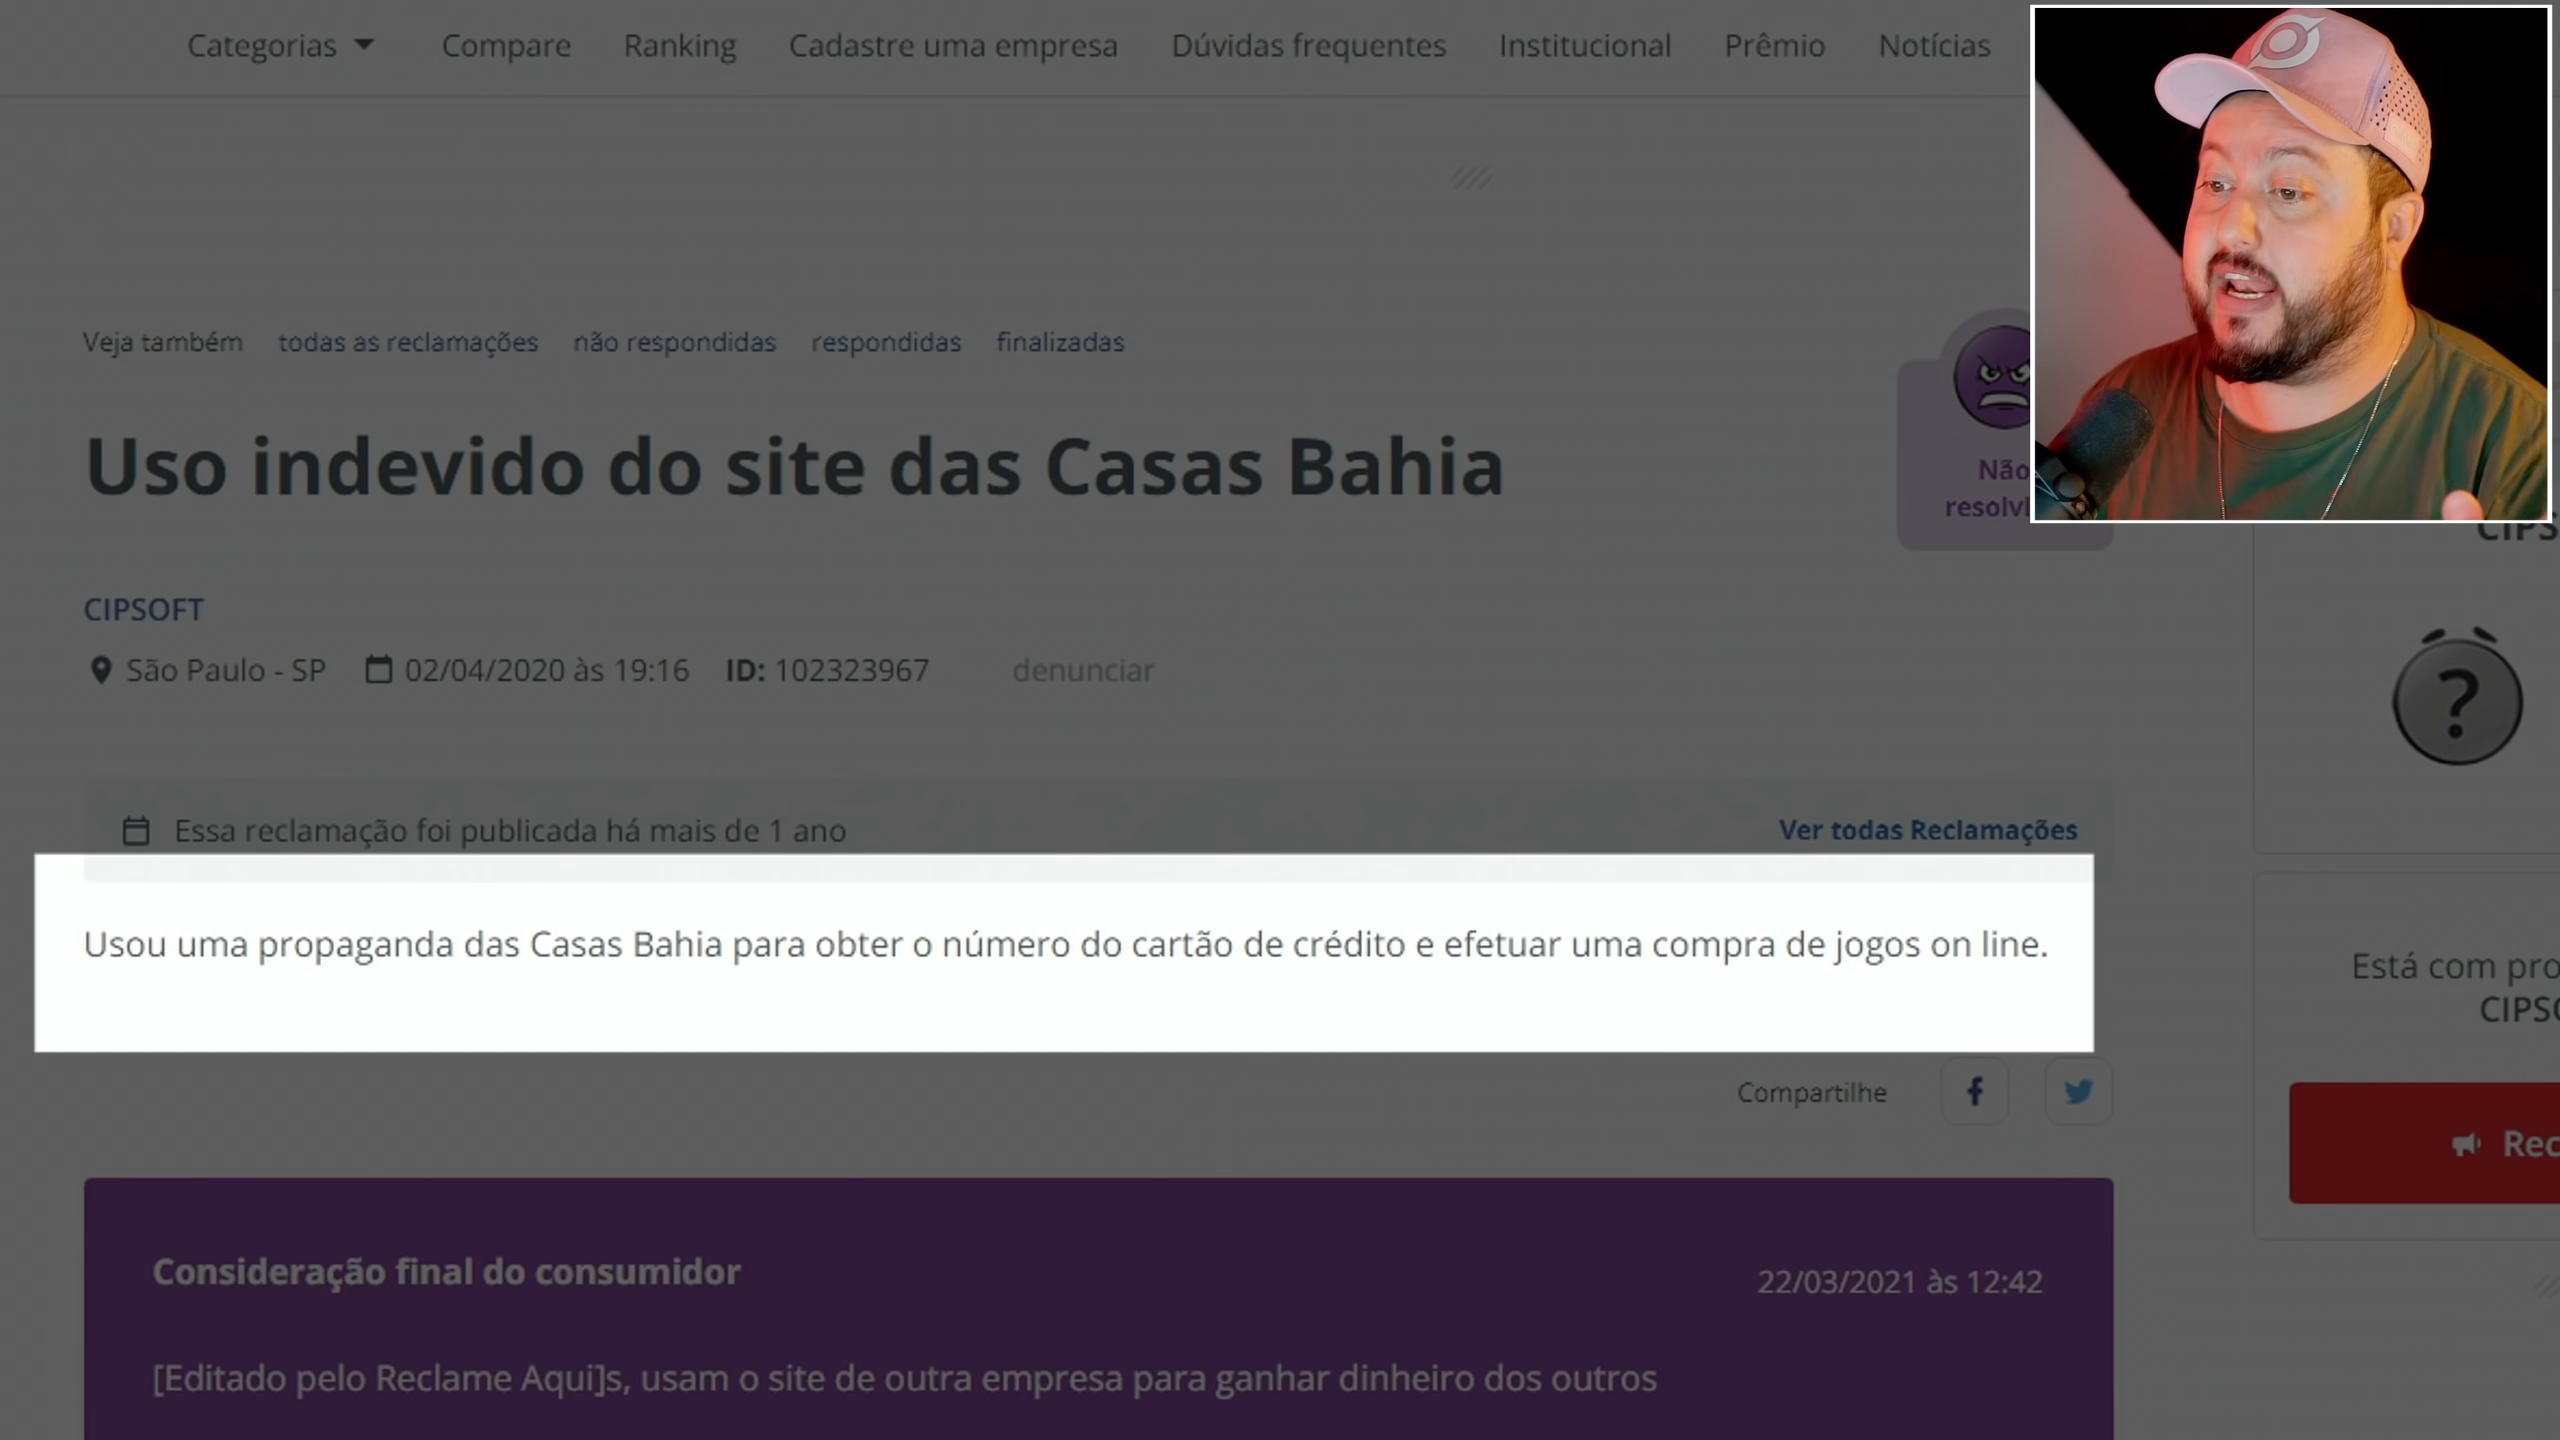 Categorias Compare Ranking Cadastre uma empresa Dúvidas frequentes Institucional Prêmio Notícias
Veja também todas as reclamações não respondidas respondidas finalizadas
Uso indevido do site das Casas Bahia
Não
resolvi
CIPS
CIPSOFT
São Paulo - SP 02/04/2020 às 19:16 ID: 102323967 denunciar
?
Essa reclamação foi publicada há mais de 1 ano Ver todas Reclamações
Usou uma propaganda das Casas Bahia para obter o número do cartão de crédito e efetuar uma compra de jogos on line.
Está com pro
CIPSO
Compartilhe
Rec
Consideração final do consumidor 22/03/2021 às 12:42
[Editado pelo Reclame Aqui]s, usam o site de outra empresa para ganhar dinheiro dos outros